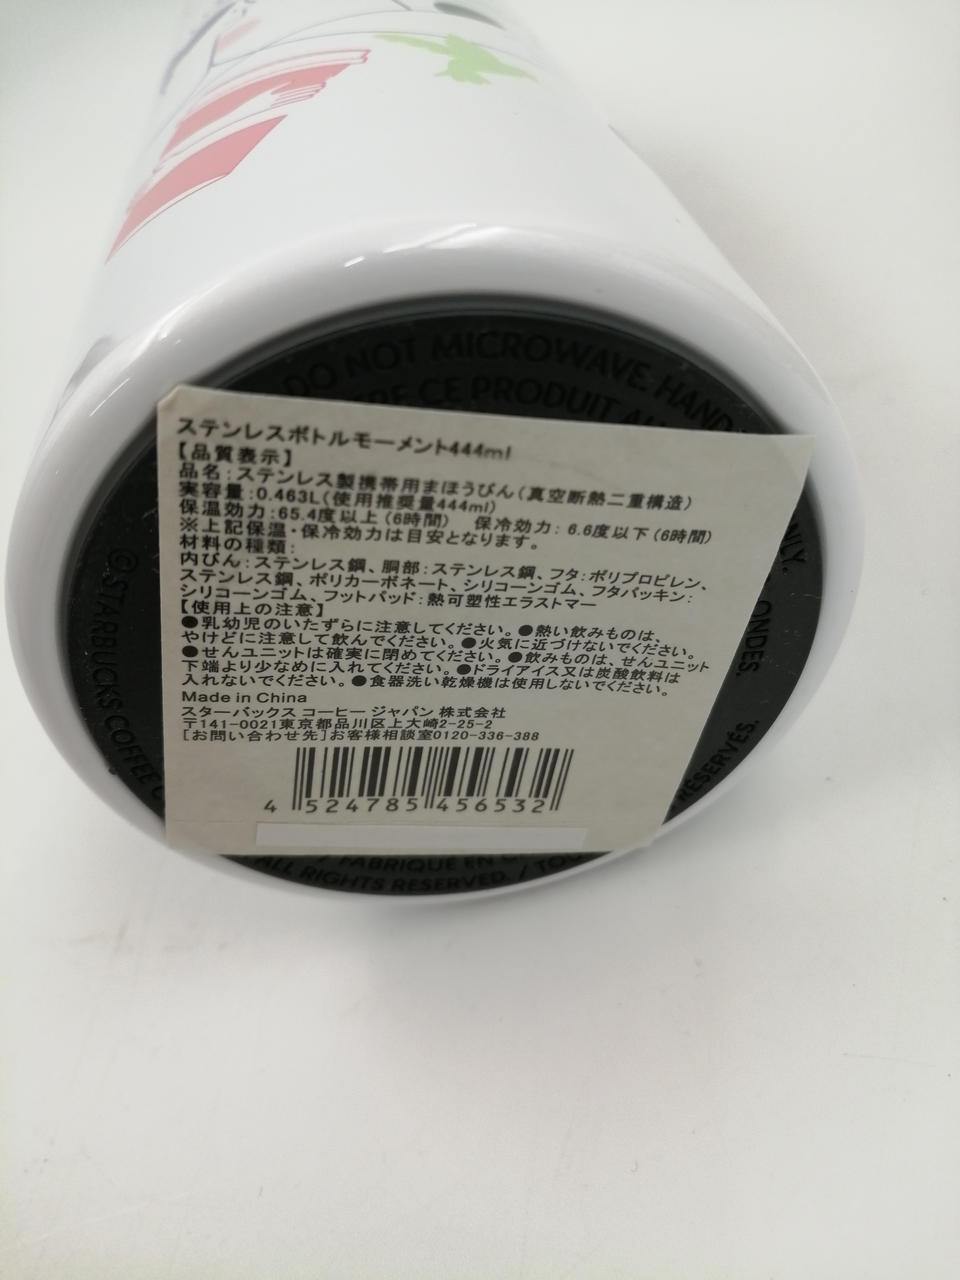 DO NOT MICROWAVE. HAND
CE PRODUIT AU
ONLY.
ONDES.
©STARBUCKS COFFEE C
ステンレスボトルモーメント444ml
【品質表示】
品名:ステンレス製携帯用まほうびん(真空断熱二重構造)
実容量:0.463L(使用推奨量444ml)
保温効力:65.4度以上(6時間) 保冷効力:6.6度以下(6時間)
※上記保温・保冷効力は目安となります。
材料の種類:
内びん:ステンレス鋼、胴部:ステンレス鋼、フタ:ポリプロピレン、
ステンレス鋼、ポリカーボネート、シリコーンゴム、フタパッキン:
シリコーンゴム、フットパッド:熱可塑性エラストマー
【使用上の注意】
●乳幼児のいたずらに注意してください。●熱い飲みものは、
やけどに注意して飲んでください。●火気に近づけないでください。
●せんユニットは確実に閉めてください。●飲みものは、せんユニット
下端より少なめに入れてください。●ドライアイス又は炭酸飲料は
入れないでください。●食器洗い乾燥機は使用しないでください。
Made in China
スターバックス コーヒー ジャパン 株式会社
〒141-0021東京都品川区上大崎2-25-2
[お問い合わせ先]お客様相談室0120-336-388
4 524785 456532
FABRIQUÉ EN
ALL RIGHTS RESERVED. / TOU
RÉSERVÉS.